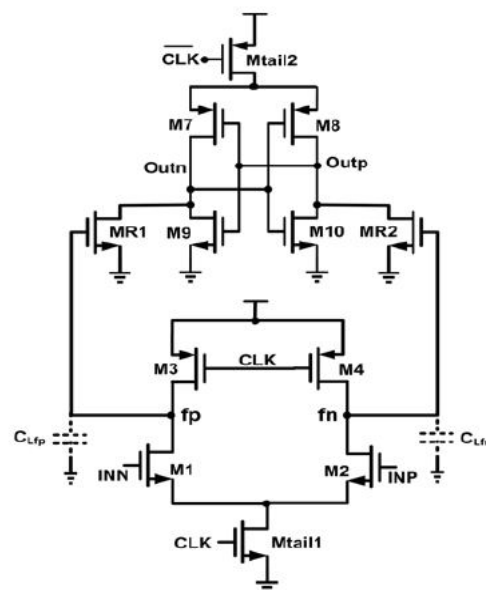 C̅L̅K̅ Mtail2
M7 M8
Outn Outp
MR1 M9 M10 MR2
M3 CLK M4
fp fn
CLfp CLf
INN M1 M2 INP
CLK Mtail1